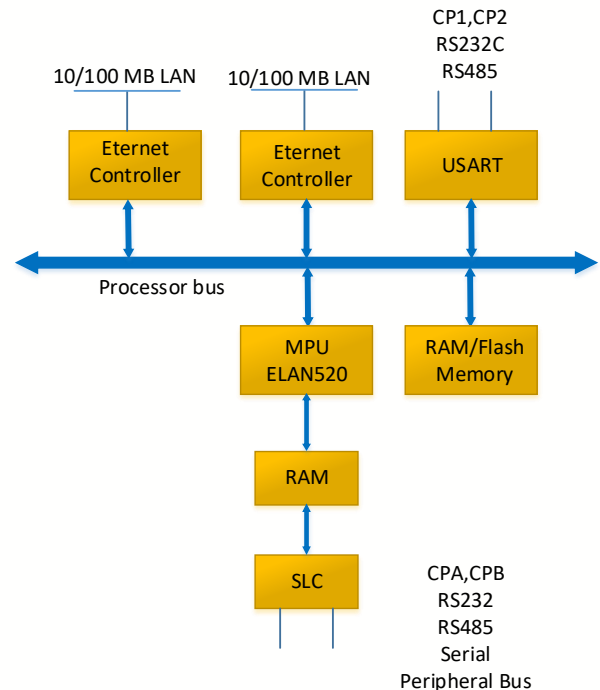 CP1,CP2
RS232C
RS485
10/100 MB LAN
10/100 MB LAN
Eternet
Controller
Eternet
Controller
USART
Processor bus
MPU
ELAN520
RAM/Flash
Memory
RAM
SLC
CPA,CPB
RS232
RS485
Serial
Peripheral Bus